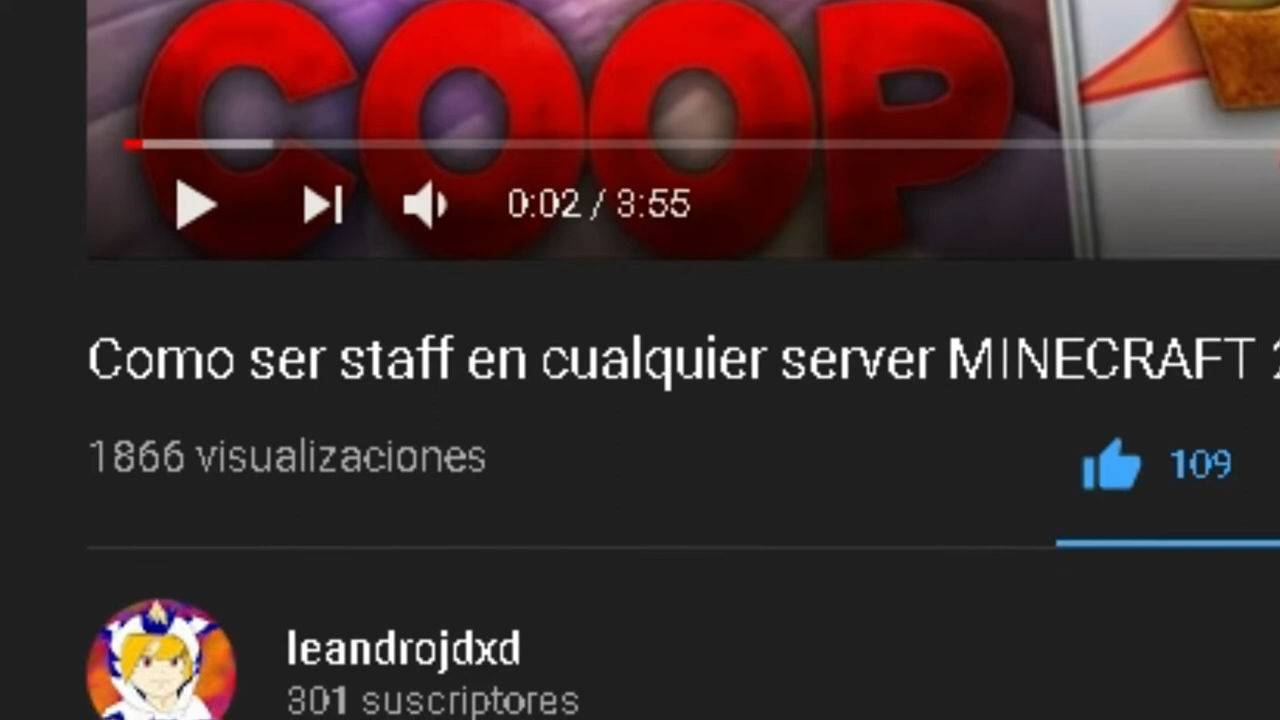 COOP
0:02 / 3:55
Como ser staff en cualquier server MINECRAFT
1866 visualizaciones
109
leandrojdxd
301 suscriptores